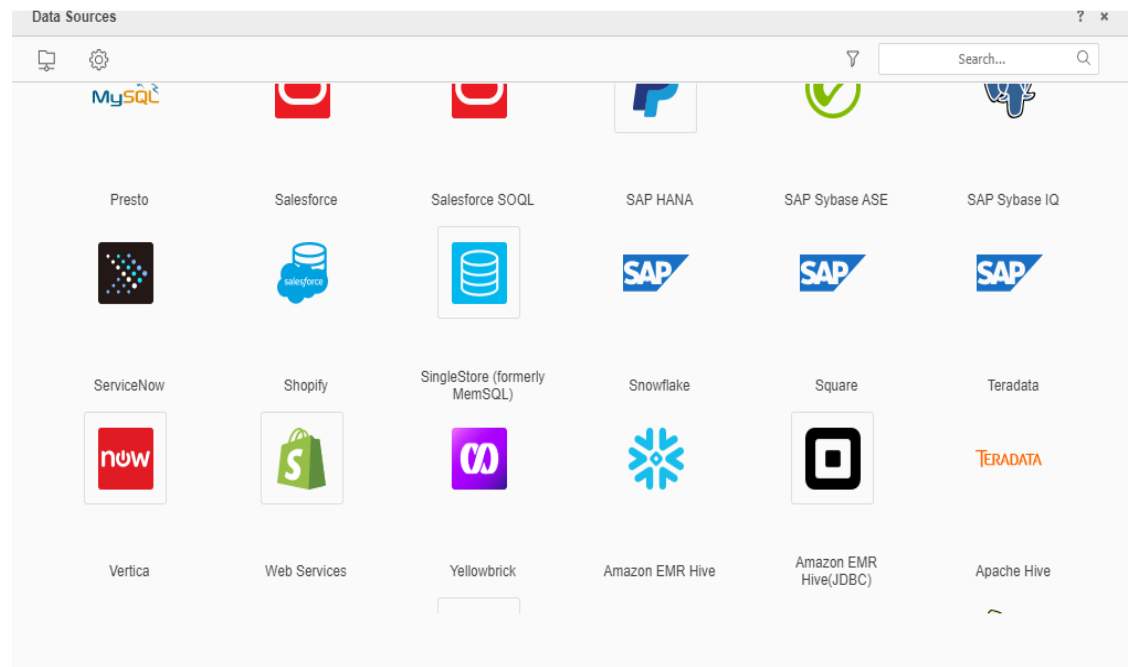 Data Sources ? ×
Search...
MySQL
Presto Salesforce Salesforce SOQL SAP HANA SAP Sybase ASE SAP Sybase IQ
salesforce SAP SAP SAP
ServiceNow Shopify SingleStore (formerly MemSQL) Snowflake Square Teradata
now S TERADATA
Vertica Web Services Yellowbrick Amazon EMR Hive Amazon EMR Hive(JDBC) Apache Hive